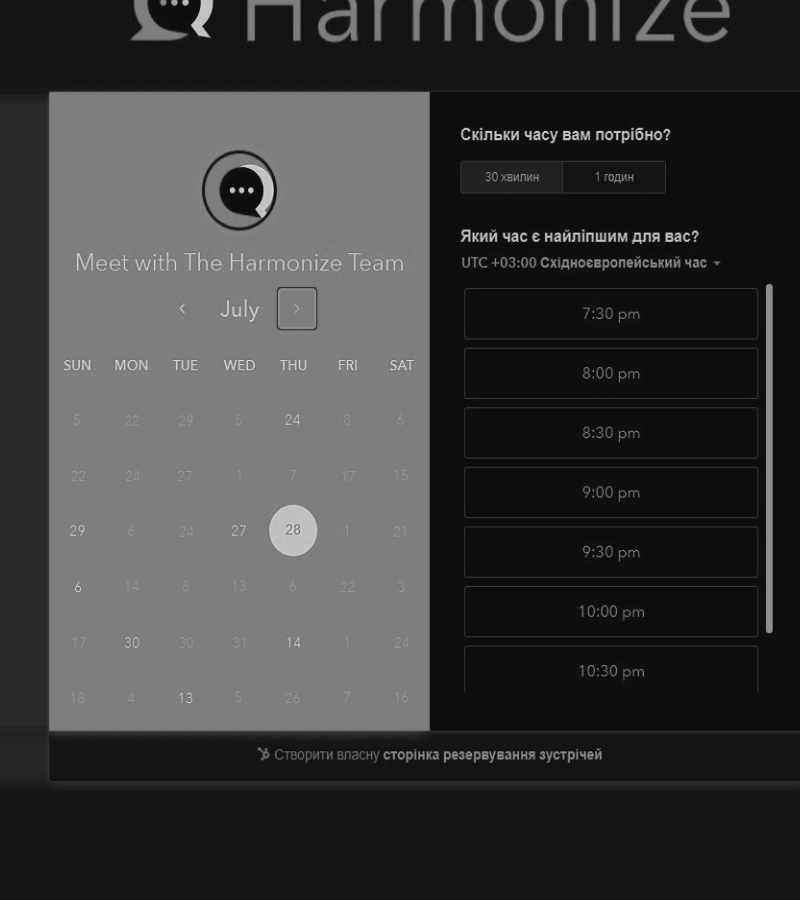 Harmonize
Meet with The Harmonize Team
July
SUN MON TUE WED THU FRI SAT
5 22 29 5 24 8 6
22 24 27 1 7 17 15
29 6 24 27 28 1 21
6 14 8 13 6 22 3
17 30 30 31 14 1 24
18 4 13 5 26 7 16
Скільки часу вам потрібно?
30 хвилин 1 годин
Який час є найліпшим для вас?
UTC +03:00 Східноєвропейський час
7:30 pm
8:00 pm
8:30 pm
9:00 pm
9:30 pm
10:00 pm
10:30 pm
Створити власну сторінка резервування зустрічей